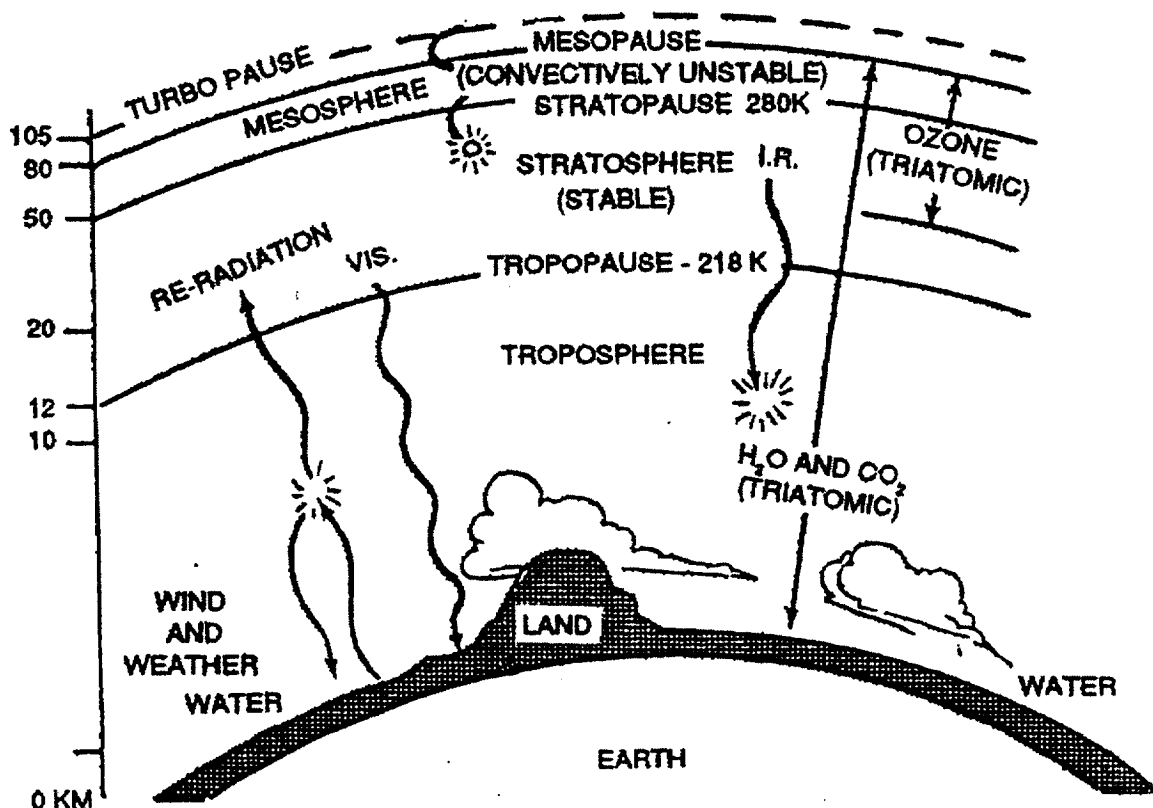 MESOPAUSE
TURBO PAUSE
(CONVECTIVELY UNSTABLE)
MESOSPHERE
STRATOPAUSE 280K
105
80
OZONE
(TRIATOMIC)
STRATOSPHERE
(STABLE)
I.R.
50
RE-RADIATION
VIS.
TROPOPAUSE - 218 K
20
TROPOSPHERE
12
10
H₂O AND CO₂
(TRIATOMIC)
WIND
AND
WEATHER
LAND
WATER
WATER
EARTH
0 KM